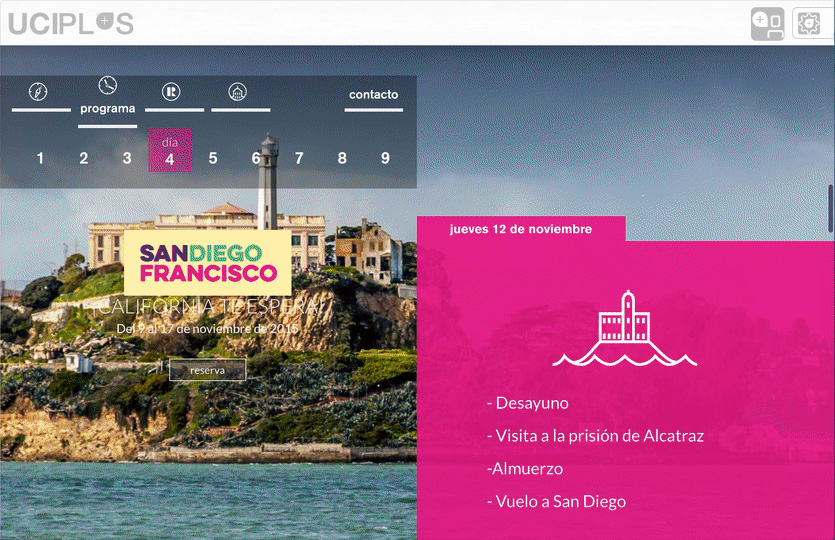 UCIPLUS
programa
contacto
día
1 2 3 4 5 6 7 8 9
SANDIEGO
FRANCISCO
¡CALIFORNIA TE ESPERA!
Del 9 al 17 de noviembre de 2015
reserva
jueves 12 de noviembre
- Desayuno
- Visita a la prisión de Alcatraz
-Almuerzo
- Vuelo a San Diego